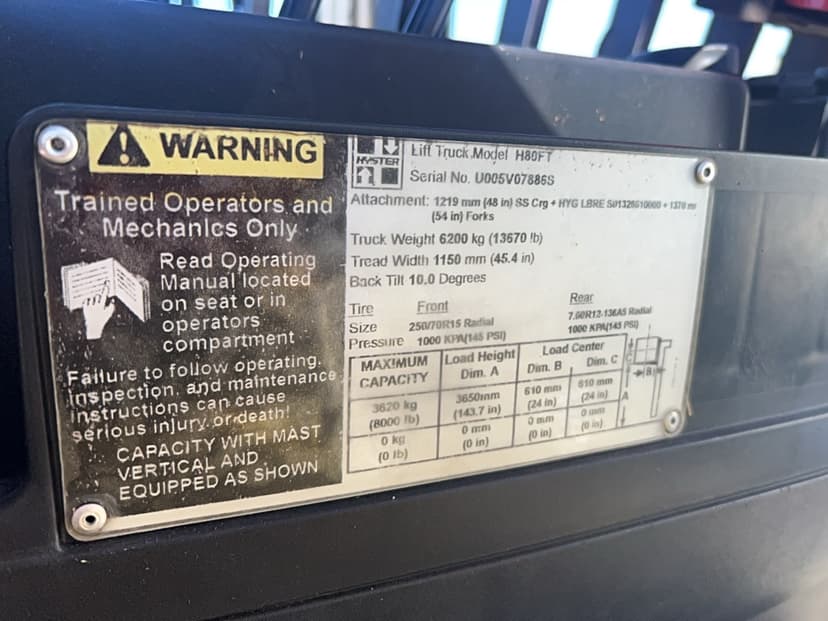 WARNING
Trained Operators and
Mechanics Only
Read Operating
Manual located
on seat or in
operators
compartment
Failure to follow operating,
inspection, and maintenance
instructions can cause
serious injury or death!
CAPACITY WITH MAST
VERTICAL AND
EQUIPPED AS SHOWN
HYSTER
Lift Truck Model H80FT
Serial No. U005V07886S
Attachment: 1219 mm (48 in) SS Crg + HYG LBRE + 1370 mm
(54 in) Forks
Truck Weight 6200 kg (13670 lb)
Tread Width 1150 mm (45.4 in)
Back Tilt 10.0 Degrees
Tire Front Rear
Size 250/70R15 Radial 7.00R12-136A5 Radial
Pressure 1000 KPA(145 PSI) 1000 KPA(145 PSI)
MAXIMUM CAPACITY Load Height Dim. A Load Center Dim. B Dim. C
3620 kg (8000 lb) 3650mm (143.7 in) 610 mm (24 in) 610 mm (24 in)
0 kg (0 lb) 0 mm (0 in) 0 mm (0 in) 0 mm (0 in)
C
B
A